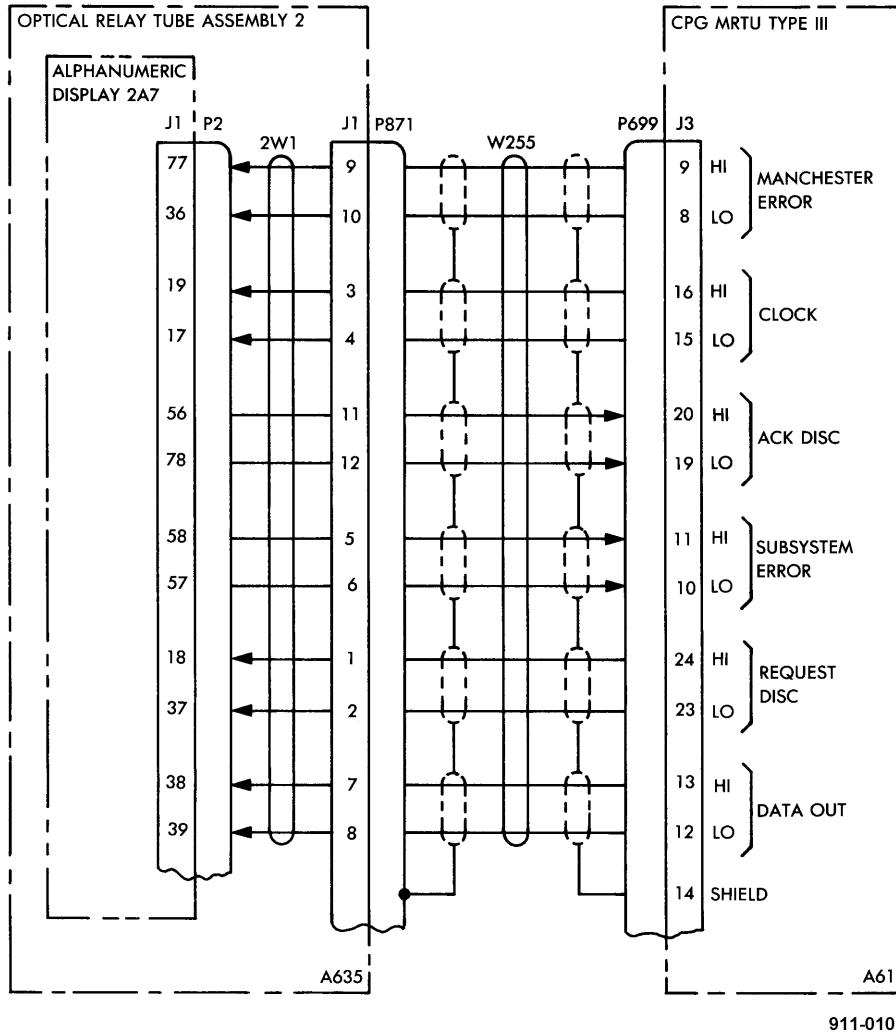 OPTICAL RELAY TUBE ASSEMBLY 2
CPG MRTU TYPE III
ALPHANUMERIC
DISPLAY 2A7
J1 P2 2W1 J1 P871 W255 P699 J3
77 9 9 HI
MANCHESTER
ERROR
36 10 8 LO
19 3 16 HI
CLOCK
17 4 15 LO
56 11 20 HI
ACK DISC
78 12 19 LO
58 5 11 HI
SUBSYSTEM
ERROR
57 6 10 LO
18 1 24 HI
REQUEST
DISC
37 2 23 LO
38 7 13 HI
DATA OUT
39 8 12 LO
14 SHIELD
A635
A61
911-010